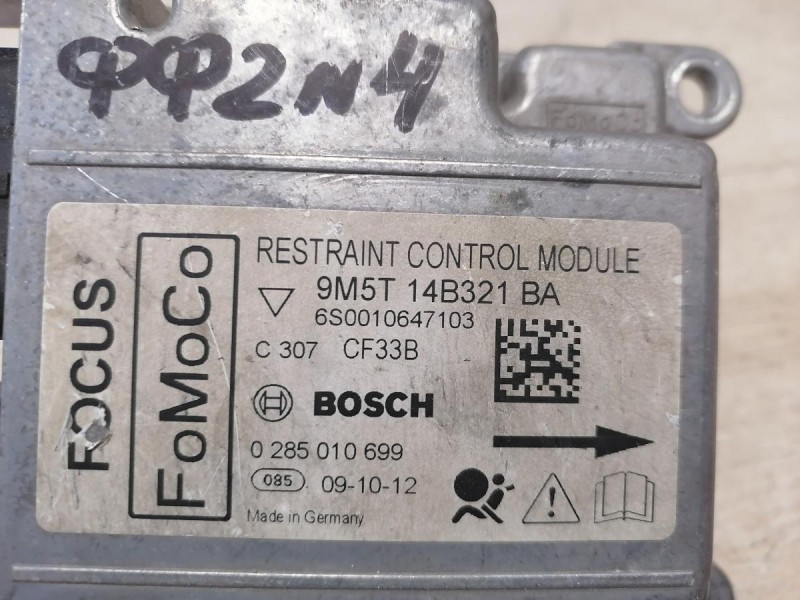 ФФ2N4
FoMoCo
RESTRAINT CONTROL MODULE
9M5T 14B321 BA
6S0010647103
C 307 CF33B
BOSCH
0 285 010 699
085 09-10-12
Made in Germany
FOCUS
FoMoCo